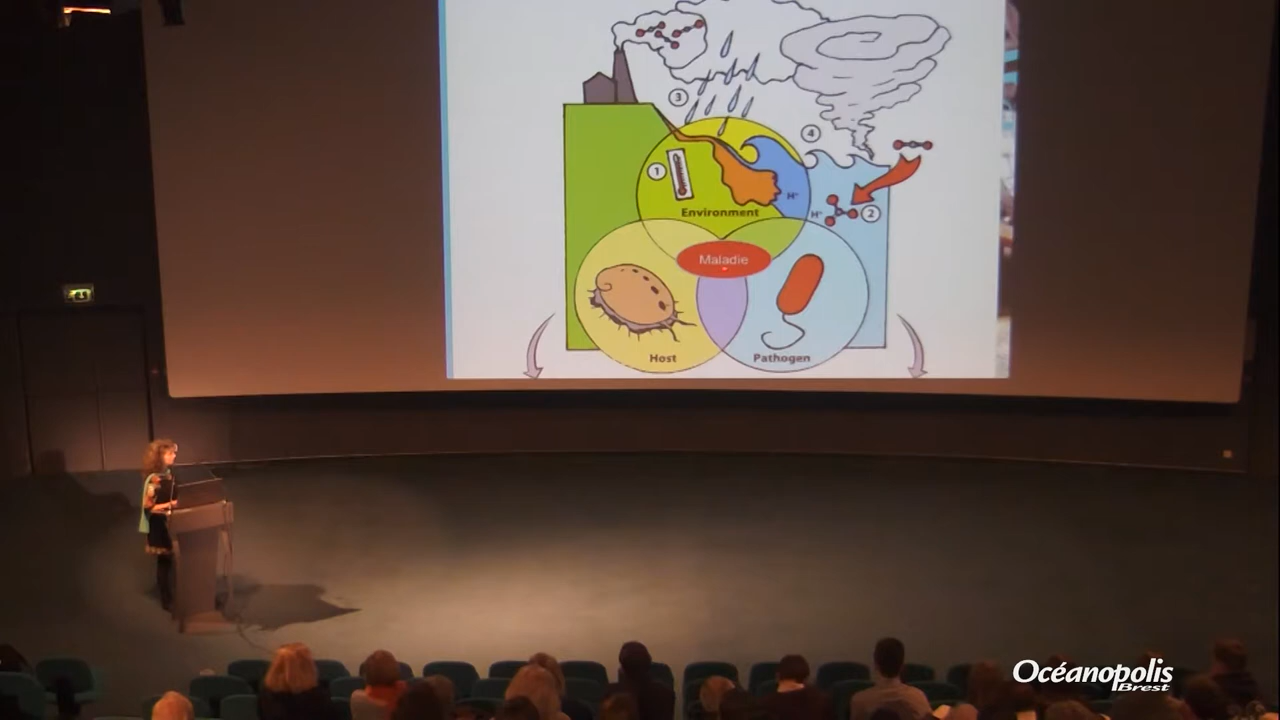 3
4
1
H⁺
H⁺
2
Environment
Maladie
Host
Pathogen
Océanopolis
Brest